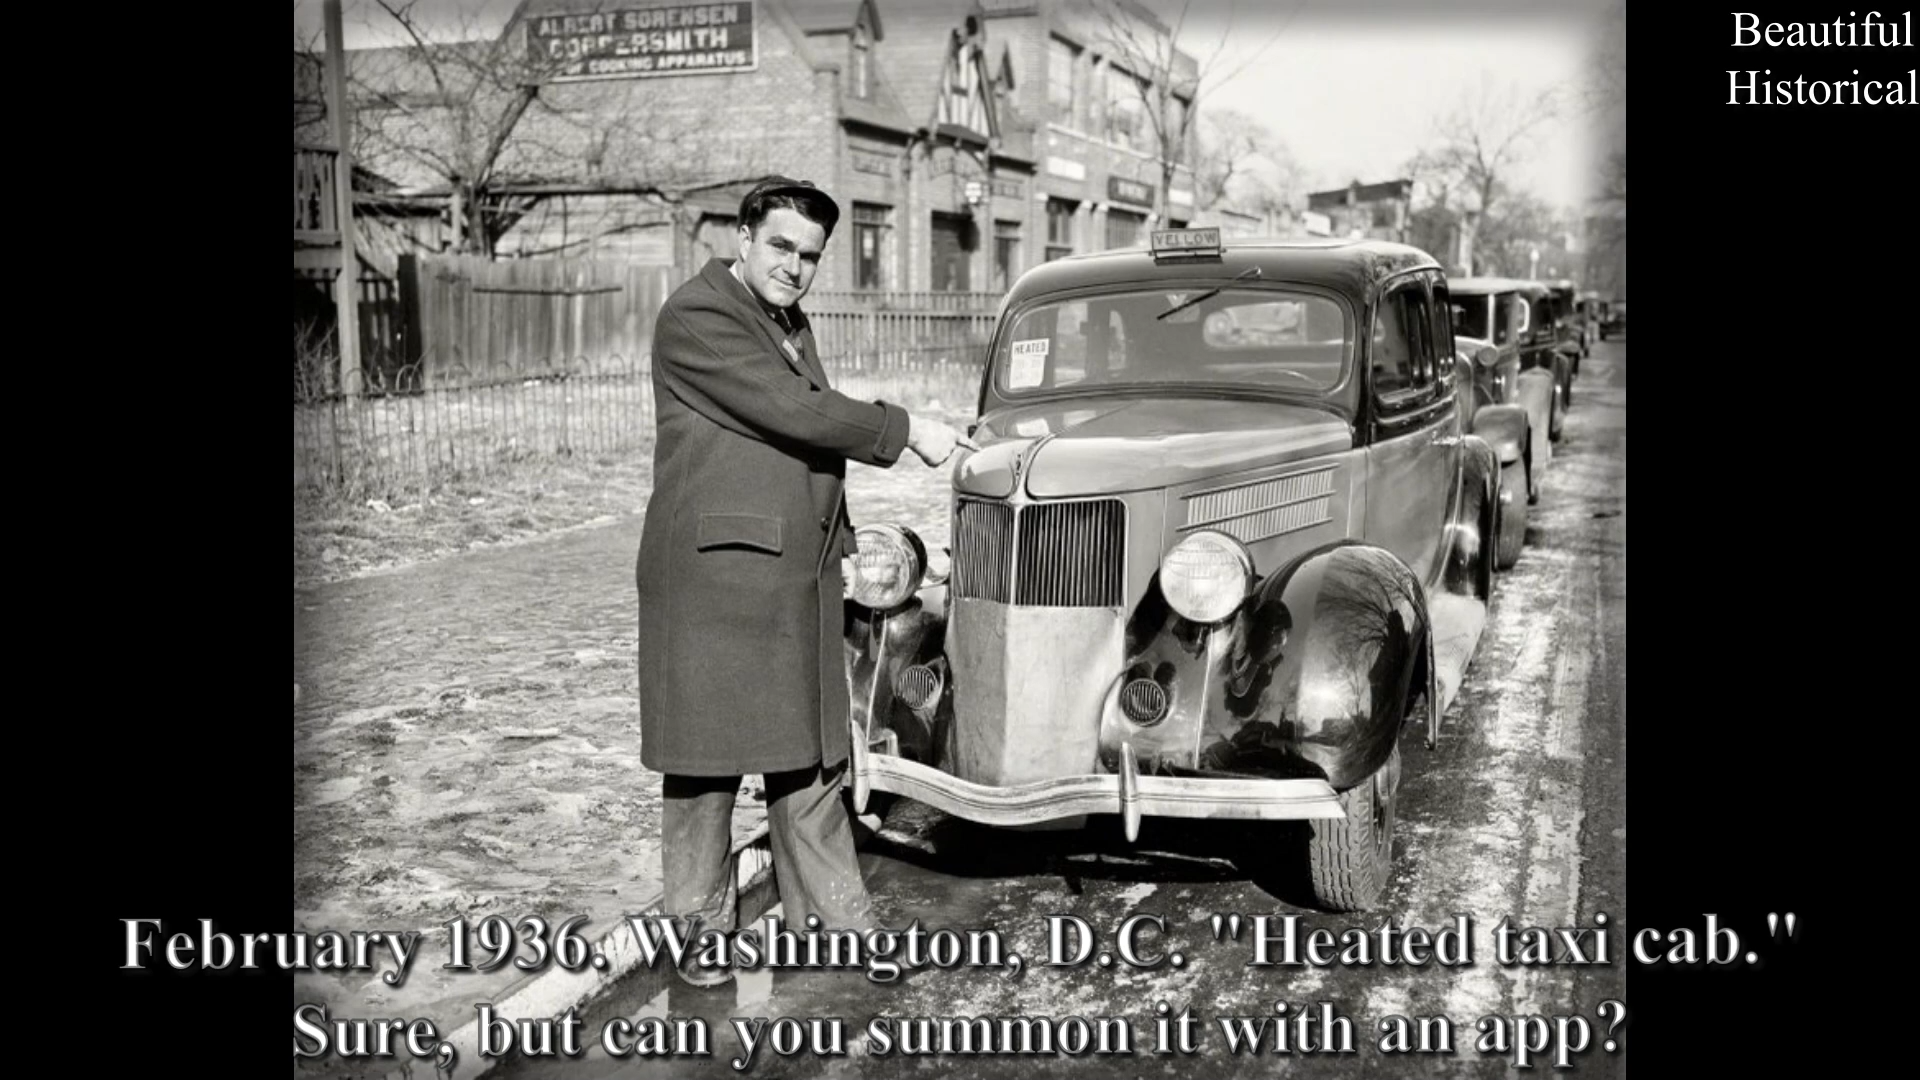 Beautiful
Historical
ALBERT SORENSEN
COPPERSMITH
OF COOKING APPARATUS
YELLOW
HEATED
February 1936. Washington, D.C. "Heated taxi cab."
Sure, but can you summon it with an app?